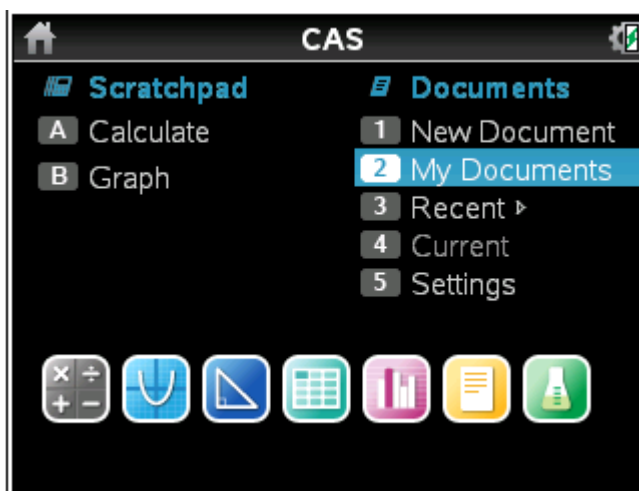 CAS
Scratchpad
A Calculate
B Graph
Documents
1 New Document
2 My Documents
3 Recent ▷
4 Current
5 Settings